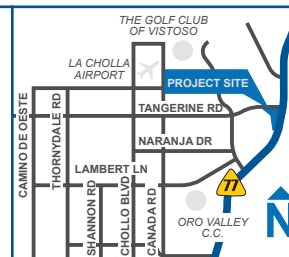 THE GOLF CLUB
OF VISTOSO
LA CHOLLA
AIRPORT
PROJECT SITE
TANGERINE RD
NARANJA DR
LAMBERT LN
CAMINO DE OESTE
THORNYDALE RD
SHANNON RD
CHOLLO BLVD
CANADA RD
77
ORO VALLEY
C.C.
N